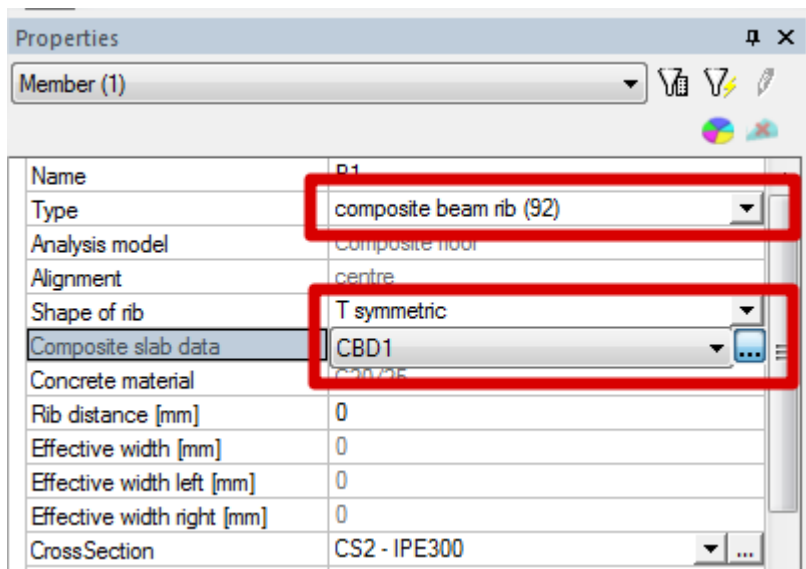 Properties
Member (1)
Name B1
Type composite beam rib (92)
Analysis model Composite floor
Alignment centre
Shape of rib T symmetric
Composite slab data CBD1 ...
Concrete material C20/25
Rib distance [mm] 0
Effective width [mm] 0
Effective width left [mm] 0
Effective width right [mm] 0
CrossSection CS2 - IPE300 ...